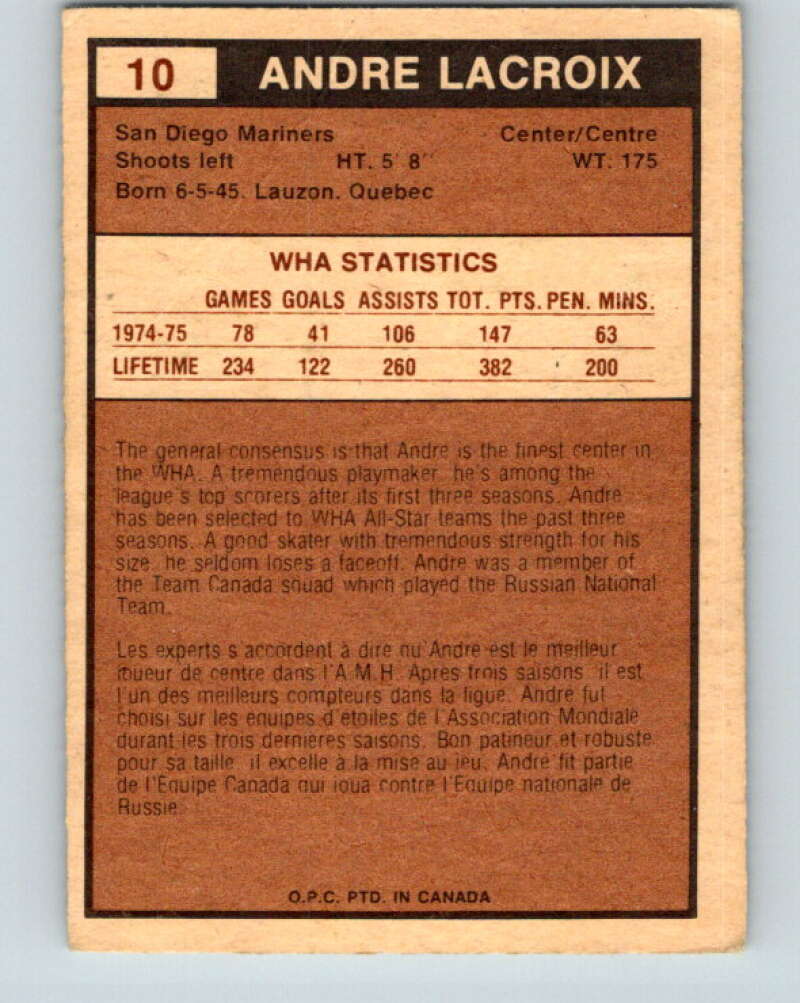 10 ANDRE LACROIX
San Diego Mariners Center/Centre
Shoots left HT. 5' 8" WT. 175
Born 6-5-45. Lauzon. Quebec
WHA STATISTICS
GAMES GOALS ASSISTS TOT. PTS. PEN. MINS.
1974-75 78 41 106 147 63
LIFETIME 234 122 260 382 200
The general consensus is that Andre is the finest center in
the WHA. A tremendous playmaker he's among the
league's top scorers after its first three seasons. Andre
has been selected to WHA All-Star teams the past three
seasons. A good skater with tremendous strength for his
size, he seldom loses a faceoff. Andre was a member of
the Team Canada squad which played the Russian National
Team.
Les experts s'accordent à dire qu'Andre est le meilleur
joueur de centre dans l'A.M.H. Apres trois saisons il est
l'un des meilleurs compteurs dans la ligue. André fut
choisi sur les equipes d'etoiles de l'Association Mondiale
durant les trois dernieres saisons. Bon patineur et robuste
pour sa taille il excelle à la mise au jeu. André fit partie
de l'Equipe Canada qui joua contre l'Equipe nationale de
Russie
O.P.C. PTD. IN CANADA